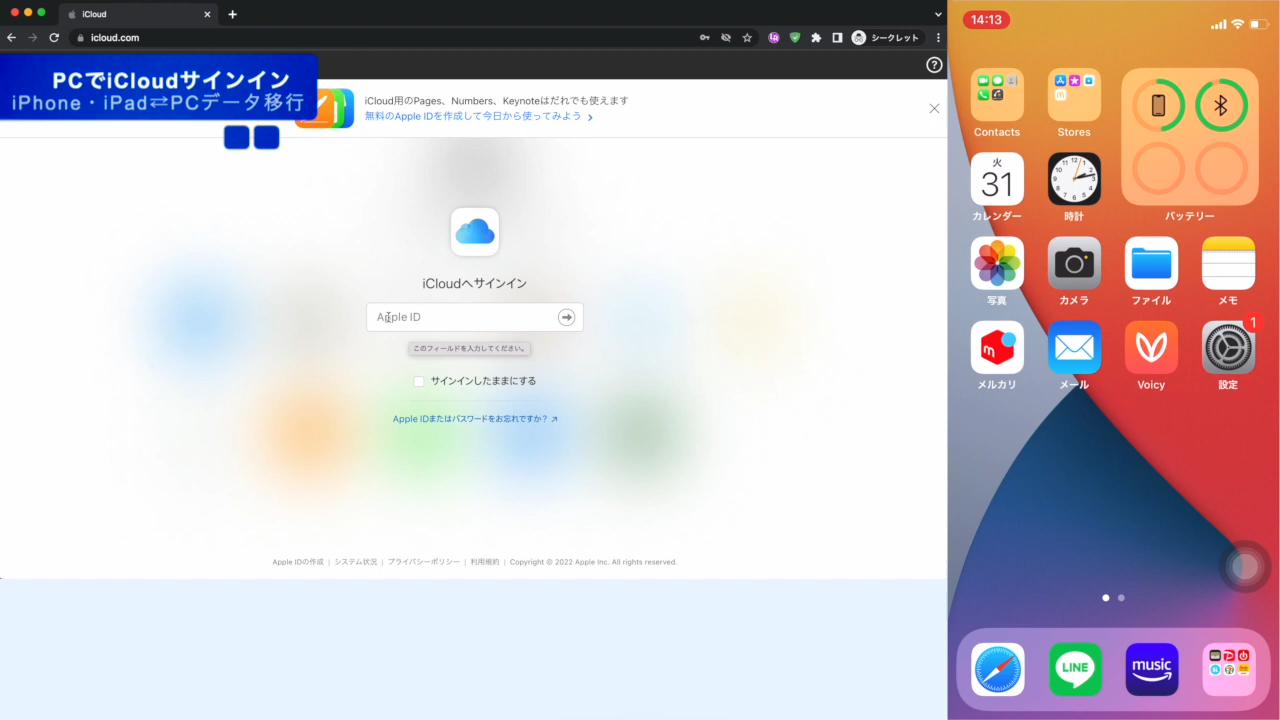 iCloud
icloud.com
シークレット
PCでiCloudサインイン
iPhone・iPad⇄PCデータ移行
iCloud用のPages、Numbers、Keynoteはだれでも使えます
無料のApple IDを作成して今日から使ってみよう
iCloudへサインイン
Apple ID
このフィールドを入力してください。
サインインしたままにする
Apple IDまたはパスワードをお忘れですか? ↗
Apple IDの作成 | システム状況 | プライバシーポリシー | 利用規約 | Copyright © 2022 Apple Inc. All rights reserved.
14:13
Contacts
Stores
火
31
カレンダー
時計
バッテリー
写真
カメラ
ファイル
メモ
メルカリ
メール
Voicy
1
設定
LINE
music